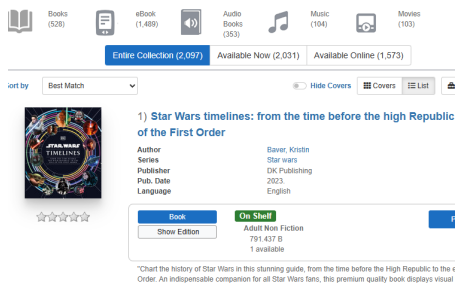 Books
(528)
eBook
(1,489)
Audio
Books
(353)
Music
(104)
Movies
(103)
Entire Collection (2,097) Available Now (2,031) Available Online (1,573)
Sort by Best Match Hide Covers Covers List
1) Star Wars timelines: from the time before the high Republic
of the First Order
STAR WARS
TIMELINES
Author Baver, Kristin
Series Star wars
Publisher DK Publishing
Pub. Date 2023.
Language English
Book On Shelf
Show Edition Adult Non Fiction
791.437 B
1 available
"Chart the history of Star Wars in this stunning guide, from the time before the High Republic to the e
Order. An indispensable companion for all Star Wars fans, this premium quality book displays visual